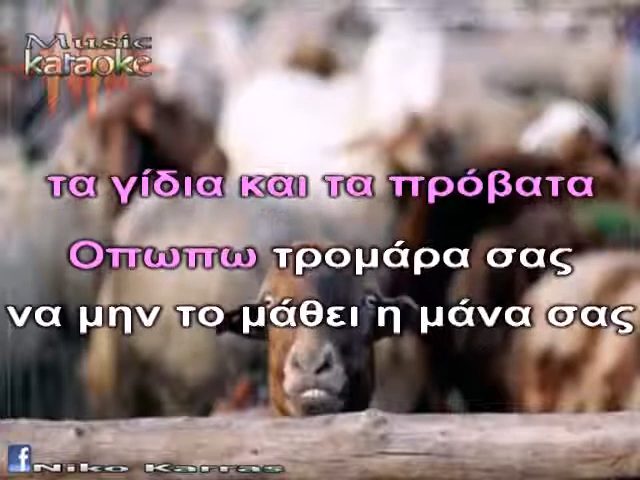 Music
karaoke
τα γίδια και τα πρόβατα
Οπωπω τρομάρα σας
να μην το μάθει η μάνα σας
f Niko Karras